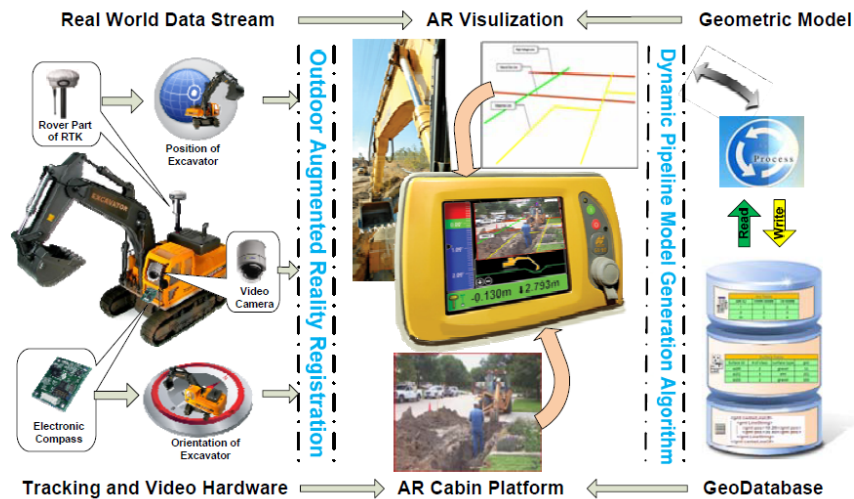 Real World Data Stream
AR Visulization
Geometric Model
Rover Part
of RTK
Position of
Excavator
EXCAVATOR
Video
Camera
Electronic
Compass
Orientation of
Excavator
Outdoor Augmented Reality Registration
-0.130m
2.793m
Dynamic Pipeline Model Generation Algorithm
Process
Read
Write
Tracking and Video Hardware
AR Cabin Platform
GeoDatabase